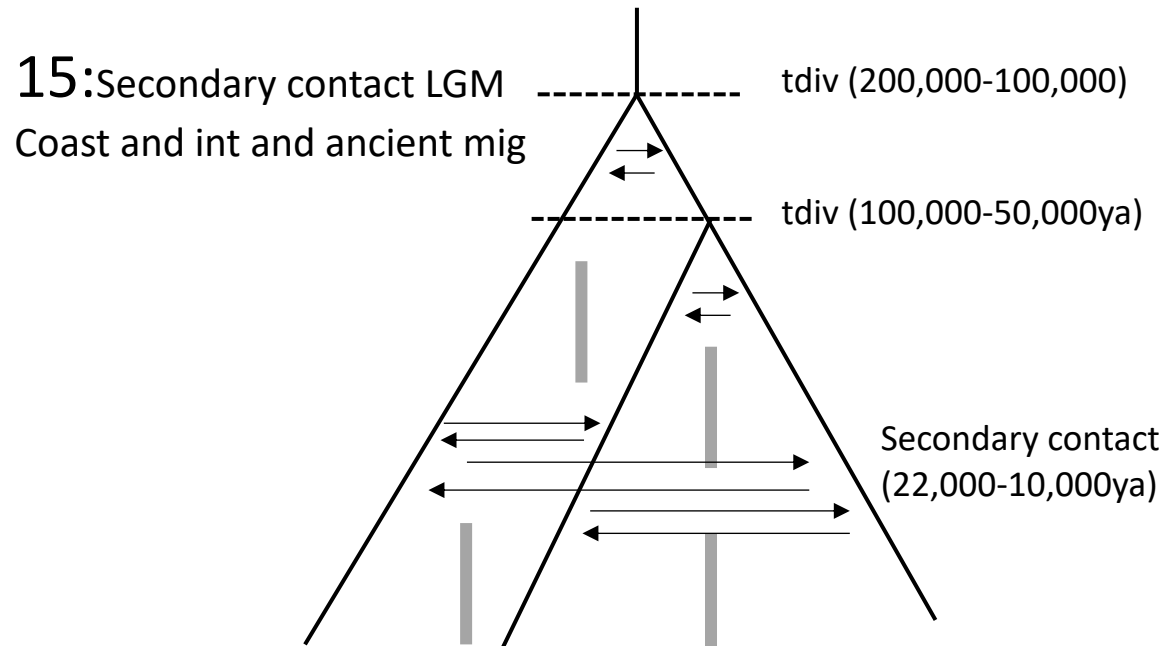 15:Secondary contact LGM
Coast and int and ancient mig
tdiv (200,000-100,000)
tdiv (100,000-50,000ya)
Secondary contact
(22,000-10,000ya)